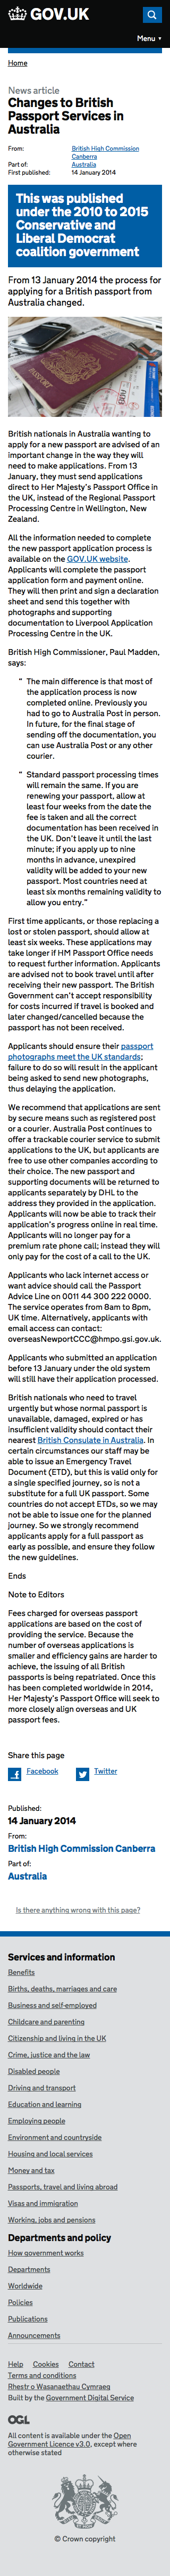 GOV.UK
Menu
Home
News article
Changes to British
Passport Services in
Australia
From: British High Commission
Canberra
Part of: Australia
First published: 14 January 2014
This was published
under the 2010 to 2015
Conservative and
Liberal Democrat
coalition government
From 13 January 2014 the process for
applying for a British passport from
Australia changed.
British nationals in Australia wanting to
apply for a new passport are advised of an
important change to the way they will
need to make applications. From 13
January, they must send applications
direct to Her Majesty's Passport Office in
the UK, instead of the Regional Passport
Processing Centre in Wellington, New
Zealand.
All the information needed to complete
the new passport application process is
available on the GOV.UK website.
Applicants will complete the passport
application form and payment online.
They will then print and sign a declaration
sheet and send this together with
photographs and supporting
documentation to Liverpool Application
Processing Centre in the UK.
British High Commissioner, Paul Madden,
says:
“ The main difference is that most of
the application process is now
completed online. Previously you
had to go to Australia Post in person.
In future, at the final stage of
sending off the documentation, you
can use Australia Post or any other
courier.
“ Standard passport processing times
will remain the same. If you are
renewing your passport allow at
least four weeks from the date the
fee is taken and all the correct
documentation has been received in
the UK. Don't leave it until the last
minute; if you apply up to nine
months before it expires, unexpired
validity will be added to your new
passport. Most countries need at
least six months remaining validity to
allow you entry.”
First time applicants, or those replacing a
lost or stolen passport, should allow at
least six weeks. These applications may
take longer if HM Passport Office needs
to request further information. Applicants
are advised not to book travel until after
receiving their new passport. The British
Government can't accept responsibility
for costs incurred if travel is booked and
later changed/cancelled because the
passport has not been received.
Applicants should ensure their passport
photographs meet the UK standards;
failure to do so will result in the applicant
being asked to send new photographs,
thus delaying the application.
We recommend that applications are sent
by secure means such as registered post
or a courier. Australia Post continues to
offer a trackable courier service to submit
applications to the UK, but applicants are
free to use other companies according to
their choice. The new passport and
supporting documents will be returned to
applicants separately by DHL to the
address they provided in the application.
Applicants will now be able to track their
application's progress online in real time.
Applicants will no longer pay for a
premium rate phone call; instead they will
only pay for the cost of a call to the UK.
Applicants who lack internet access or
want advice should call the Passport
Advice Line on 0011 44 300 222 0000.
The service operates from 8am to 8pm,
UK time. Alternatively, applicants with
email access can contact:
overseasNewportCCC@hmpo.gsi.gov.uk.
Applicants who submitted an application
before 13 January under the old system
will still have their application processed.
British nationals who need to travel
urgently but whose normal passport is
unavailable, damaged, expired or has
insufficient validity should contact their
nearest British Consulate in Australia. In
certain circumstances our staff may be
able to issue an Emergency Travel
Document (ETD), but this is valid only for
a single specified journey, so is not a
substitute for a full UK passport. Some
countries do not accept ETDs, so we may
not be able to support the planned
journey. So we strongly recommend
applicants apply for a full passport as
early as possible, and ensure they follow
the new guidelines.
Ends
Note to Editors
Fees charged for overseas passport
applications are based on the cost of
providing the service. Because the
number of overseas applications is
smaller and efficiencies are harder to
achieve, the issuing of all British
passports is being repatriated. Once this
has been completed worldwide in 2014,
Her Majesty's Passport Office will seek to
more closely align overseas and UK
passport fees.
Share this page
Facebook Twitter
Published:
14 January 2014
From:
British High Commission Canberra
Part of:
Australia
Is there anything wrong with this page?
Services and information
Benefits
Births, deaths, marriages and care
Business and self-employed
Childcare and parenting
Citizenship and living in the UK
Crime, justice and the law
Disabled people
Driving and transport
Education and learning
Employing people
Environment and countryside
Housing and local services
Money and tax
Passports, travel and living abroad
Visas and immigration
Working, jobs and pensions
Departments and policy
How government works
Departments
Worldwide
Policies
Publications
Announcements
Help Cookies Contact
Terms and conditions
Rhestr o Wasanaethau Cymraeg
Built by the Government Digital Service
OGL
All content is available under the Open
Government Licence v3.0, except where
otherwise stated
© Crown copyright